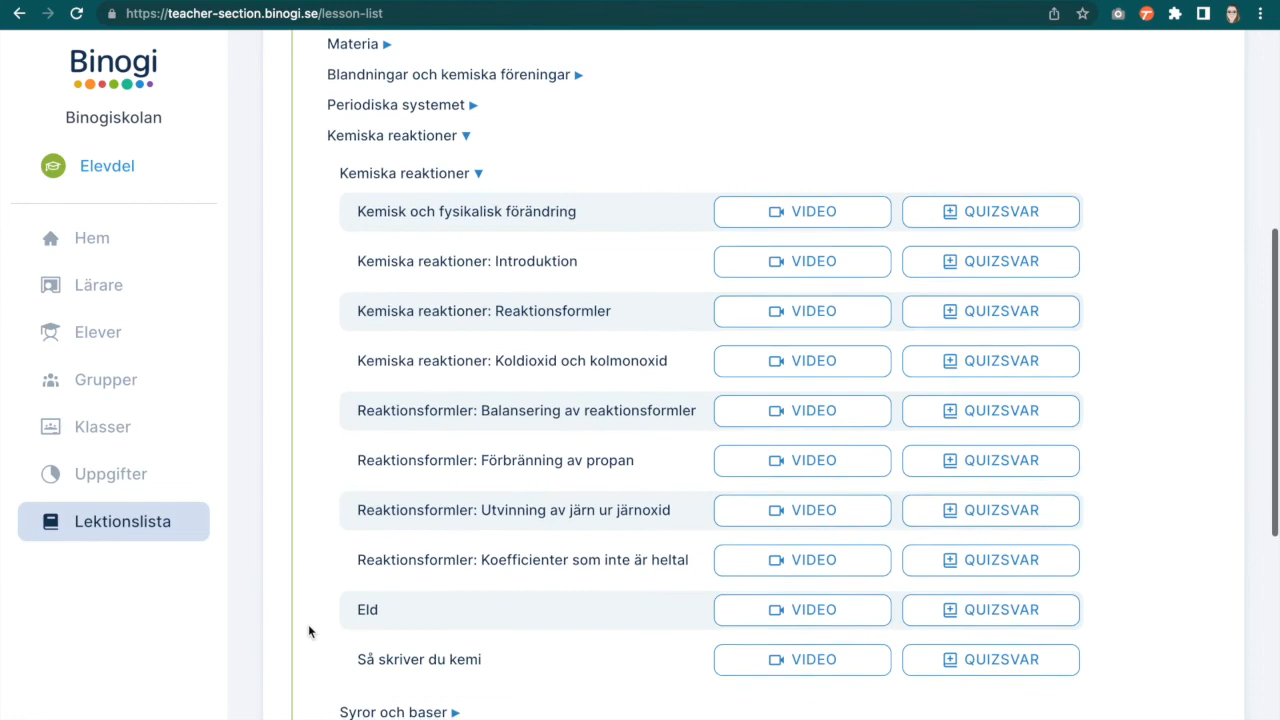 https://teacher-section.binogi.se/lesson-list
Binogi
Binogiskolan
Elevdel
Hem
Lärare
Elever
Grupper
Klasser
Uppgifter
Lektionslista
Materia
Blandningar och kemiska föreningar
Periodiska systemet
Kemiska reaktioner
Kemiska reaktioner
Kemisk och fysikalisk förändring VIDEO QUIZSVAR
Kemiska reaktioner: Introduktion VIDEO QUIZSVAR
Kemiska reaktioner: Reaktionsformler VIDEO QUIZSVAR
Kemiska reaktioner: Koldioxid och kolmonoxid VIDEO QUIZSVAR
Reaktionsformler: Balansering av reaktionsformler VIDEO QUIZSVAR
Reaktionsformler: Förbränning av propan VIDEO QUIZSVAR
Reaktionsformler: Utvinning av järn ur järnoxid VIDEO QUIZSVAR
Reaktionsformler: Koefficienter som inte är heltal VIDEO QUIZSVAR
Eld VIDEO QUIZSVAR
Så skriver du kemi VIDEO QUIZSVAR
Syror och baser